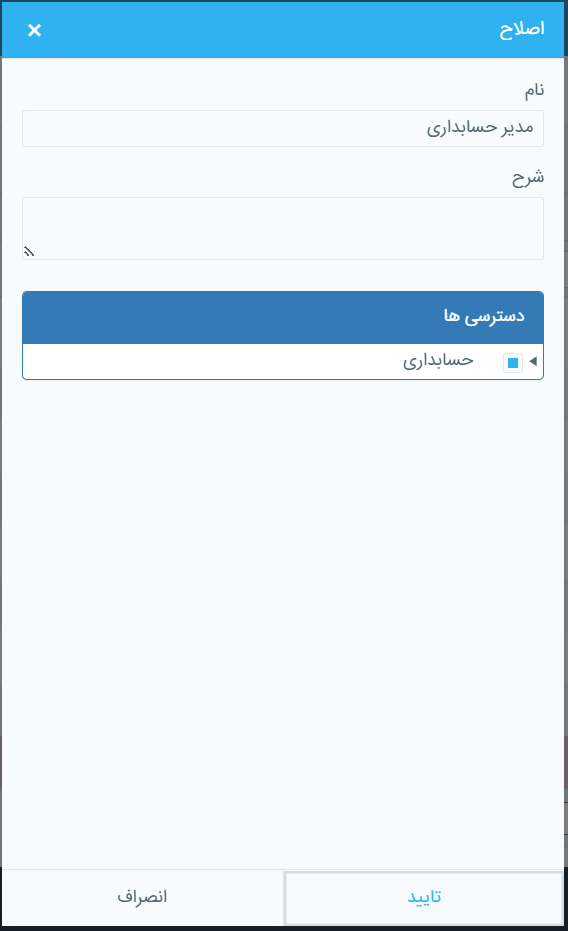 اصلاح
نام
مدیر حسابداری
شرح
دسترسی ها
حسابداری
تایید
انصراف